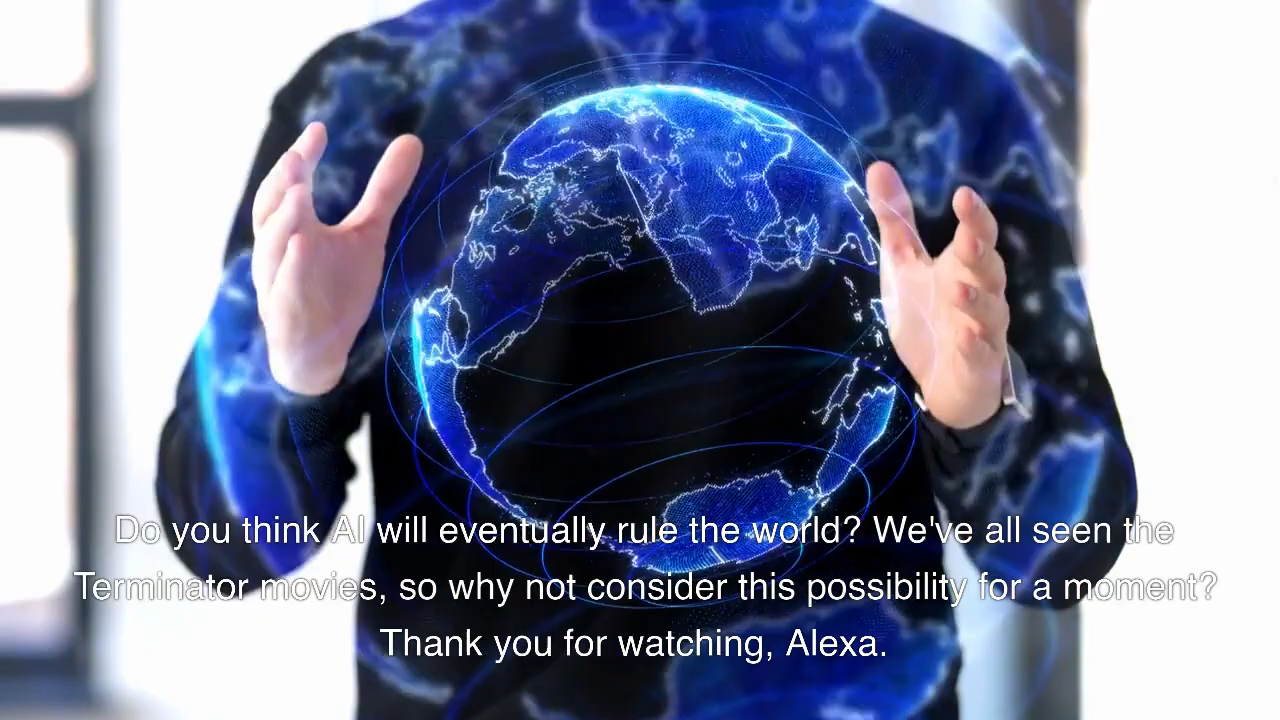 Do you think AI will eventually rule the world? We've all seen the
Terminator movies, so why not consider this possibility for a moment?
Thank you for watching, Alexa.